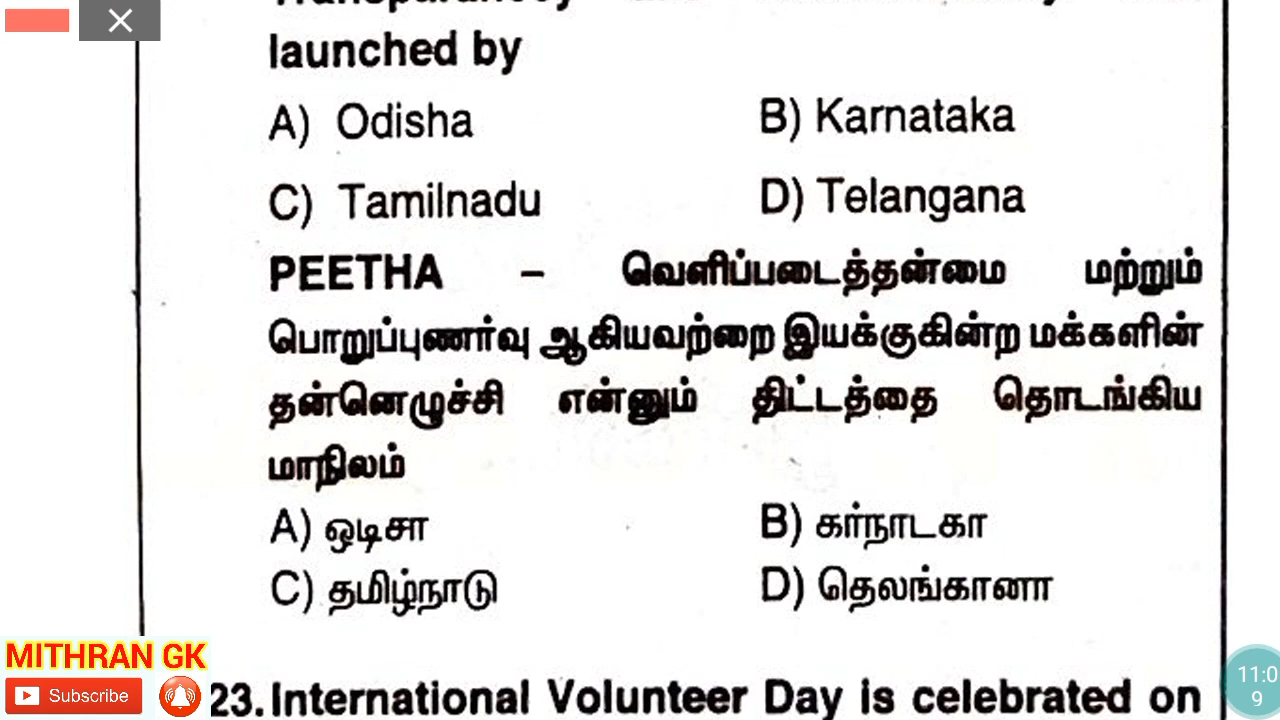 launched by
A) Odisha B) Karnataka
C) Tamilnadu D) Telangana
PEETHA – வெளிப்படைத்தன்மை மற்றும்
பொறுப்புணர்வு ஆகியவற்றை இயக்குகின்ற மக்களின்
தன்னெழுச்சி என்னும் திட்டத்தை தொடங்கிய
மாநிலம்
A) ஒடிசா B) கர்நாடகா
C) தமிழ்நாடு D) தெலங்கானா
MITHRAN GK
Subscribe
23. International Volunteer Day is celebrated on
11:0
9